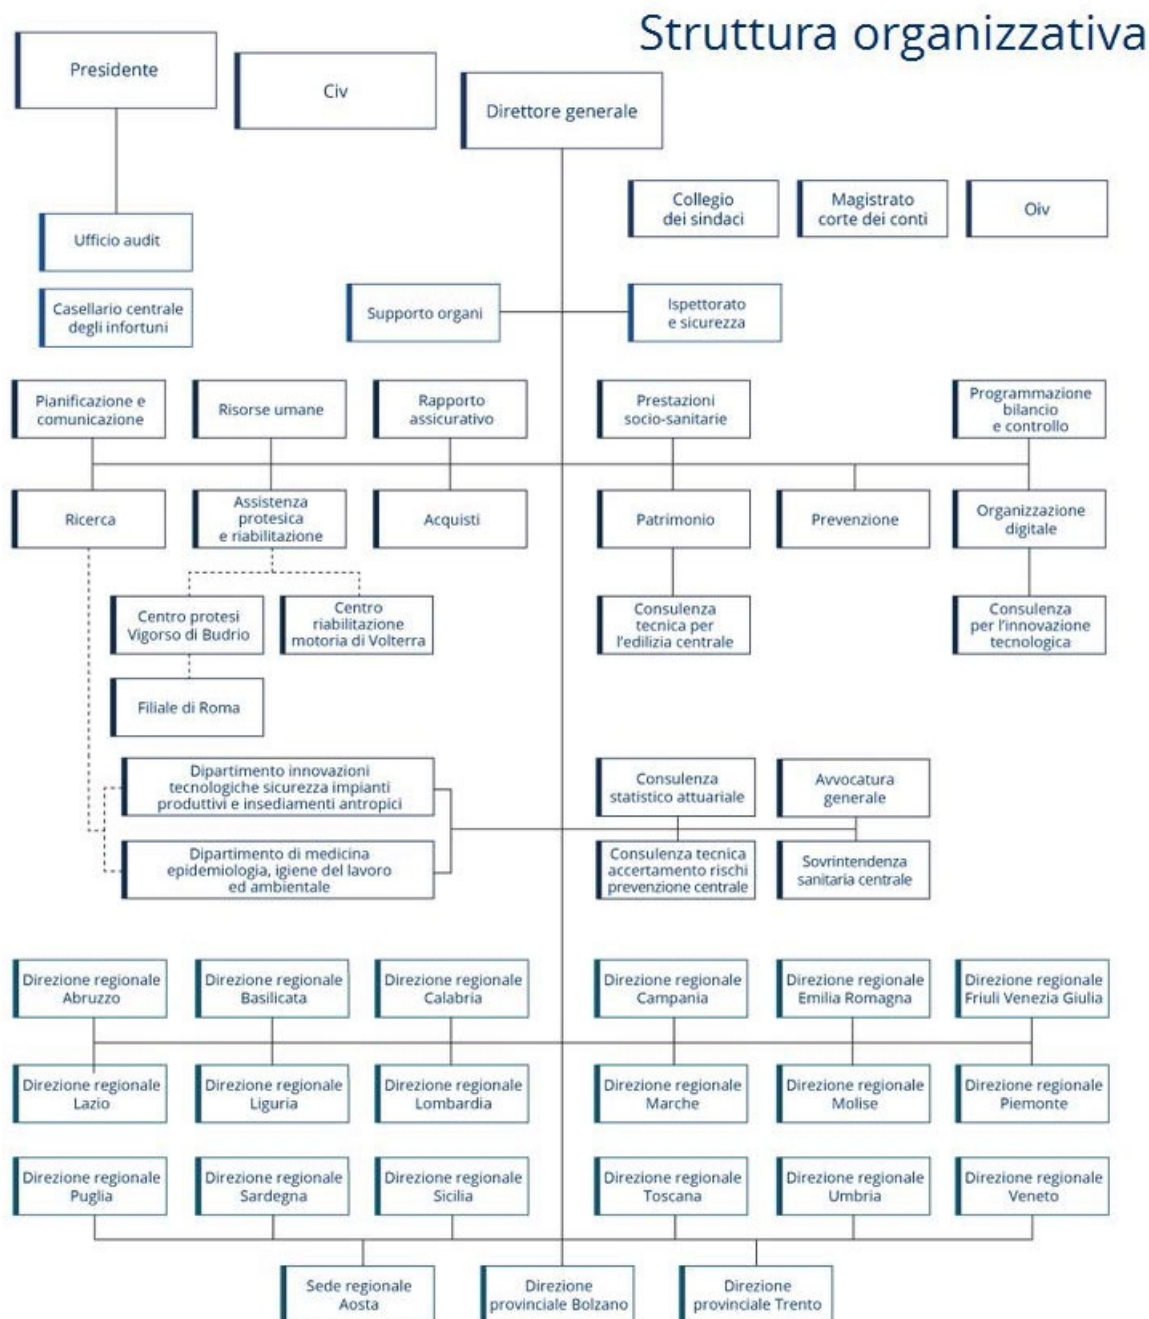 Struttura organizzativa
Presidente
Civ
Direttore generale
Collegio
dei sindaci
Magistrato
corte dei conti
Oiv
Ufficio audit
Casellario centrale
degli infortuni
Supporto organi
Ispettorato
e sicurezza
Pianificazione e
comunicazione
Risorse umane
Rapporto
assicurativo
Prestazioni
socio-sanitarie
Programmazione
bilancio
e controllo
Ricerca
Assistenza
protesica
e riabilitazione
Acquisti
Patrimonio
Prevenzione
Organizzazione
digitale
Centro protesi
Vigorso di Budrio
Centro
riabilitazione
motoria di Volterra
Consulenza
tecnica per
l'edilizia centrale
Consulenza
per l'innovazione
tecnologica
Filiale di Roma
Dipartimento innovazioni
tecnologiche sicurezza impianti
produttivi e insediamenti antropici
Consulenza
statistico attuariale
Avvocatura
generale
Dipartimento di medicina
epidemiologia, igiene del lavoro
ed ambientale
Consulenza tecnica
accertamento rischi
prevenzione centrale
Sovrintendenza
sanitaria centrale
Direzione regionale
Abruzzo
Direzione regionale
Basilicata
Direzione regionale
Calabria
Direzione regionale
Campania
Direzione regionale
Emilia Romagna
Direzione regionale
Friuli Venezia Giulia
Direzione regionale
Lazio
Direzione regionale
Liguria
Direzione regionale
Lombardia
Direzione regionale
Marche
Direzione regionale
Molise
Direzione regionale
Piemonte
Direzione regionale
Puglia
Direzione regionale
Sardegna
Direzione regionale
Sicilia
Direzione regionale
Toscana
Direzione regionale
Umbria
Direzione regionale
Veneto
Sede regionale
Aosta
Direzione
provinciale Bolzano
Direzione
provinciale Trento